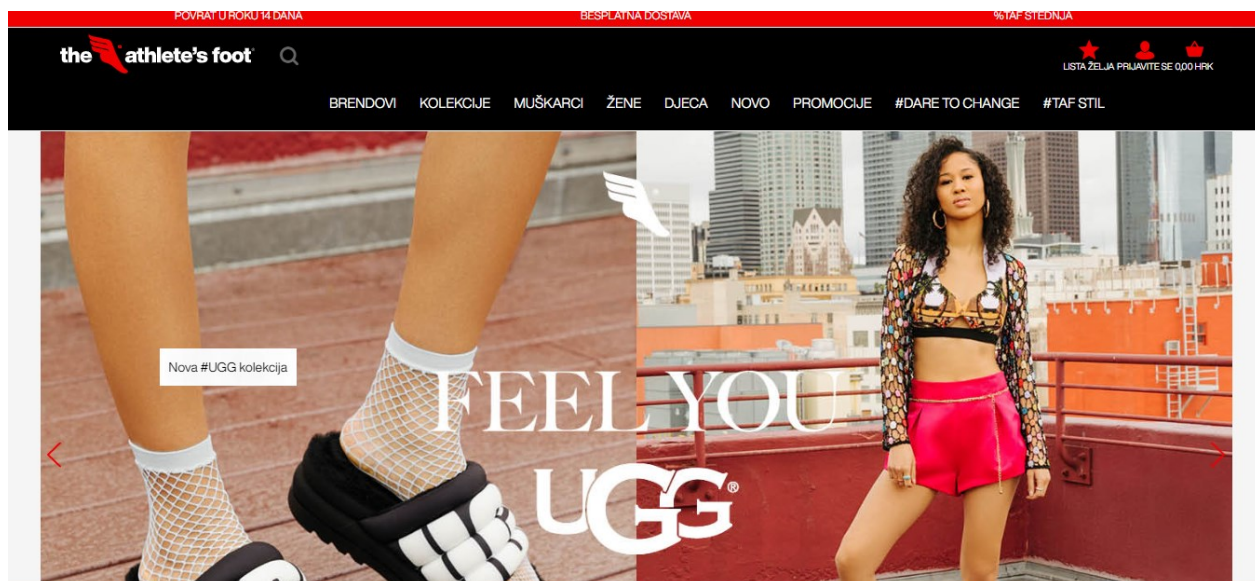 POVRAT U ROKU 14 DANA
BESPLATNA DOSTAVA
%TAF ŠTEDNJA
the athlete's foot
LISTA ŽELJA PRIJAVITE SE 0,00 HRK
BRENDOVI KOLEKCIJE MUŠKARCI ŽENE DJECA NOVO PROMOCIJE #DARE TO CHANGE #TAF STIL
Nova #UGG kolekcija
FEEL YOU
UGG®